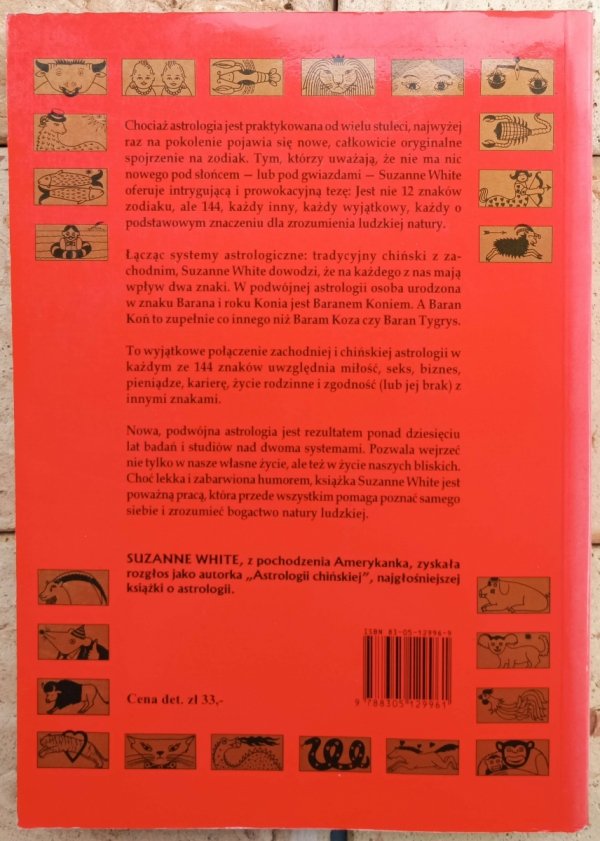 Chociaż astrologia jest praktykowana od wielu stuleci, najwyżej
raz na pokolenie pojawia się nowe, całkowicie oryginalne
spojrzenie na zodiak. Tym, którzy uważają, że nie ma nic
nowego pod słońcem — lub pod gwiazdami — Suzanne White
oferuje intrygującą i prowokacyjną tezę: Jest nie 12 znaków
zodiaku, ale 144, każdy inny, każdy wyjątkowy, każdy o
podstawowym znaczeniu dla zrozumienia ludzkiej natury.
Łącząc systemy astrologiczne: tradycyjny chiński z za-
chodnim, Suzanne White dowodzi, że na każdego z nas mają
wpływ dwa znaki. W podwójnej astrologii osoba urodzona
w znaku Barana i roku Konia jest Baranem Koniem. A Baran
Koń to zupełnie co innego niż Baram Koza czy Baran Tygrys.
To wyjątkowe połączenie zachodniej i chińskiej astrologii w
każdym ze 144 znaków uwzględnia miłość, seks, biznes,
pieniądze, karierę, życie rodzinne i zgodność (lub jej brak) z
innymi znakami.
Nowa, podwójna astrologia jest rezultatem ponad dziesięciu
lat badań i studiów nad dwoma systemami. Pozwala wejrzeć
nie tylko w nasze własne życie, ale też w życie naszych bliskich.
Choć lekka i zabarwiona humorem, książka Suzanne White jest
poważną pracą, która przede wszystkim pomaga poznać samego
siebie i zrozumieć bogactwo natury ludzkiej.
SUZANNE WHITE, z pochodzenia Amerykanka, zyskała
rozgłos jako autorka „Astrologii chińskiej”, najgłośniejszej
książki o astrologii.
ISBN 83-05-12996-9
9 788305 129961
Cena det. zł 33,-